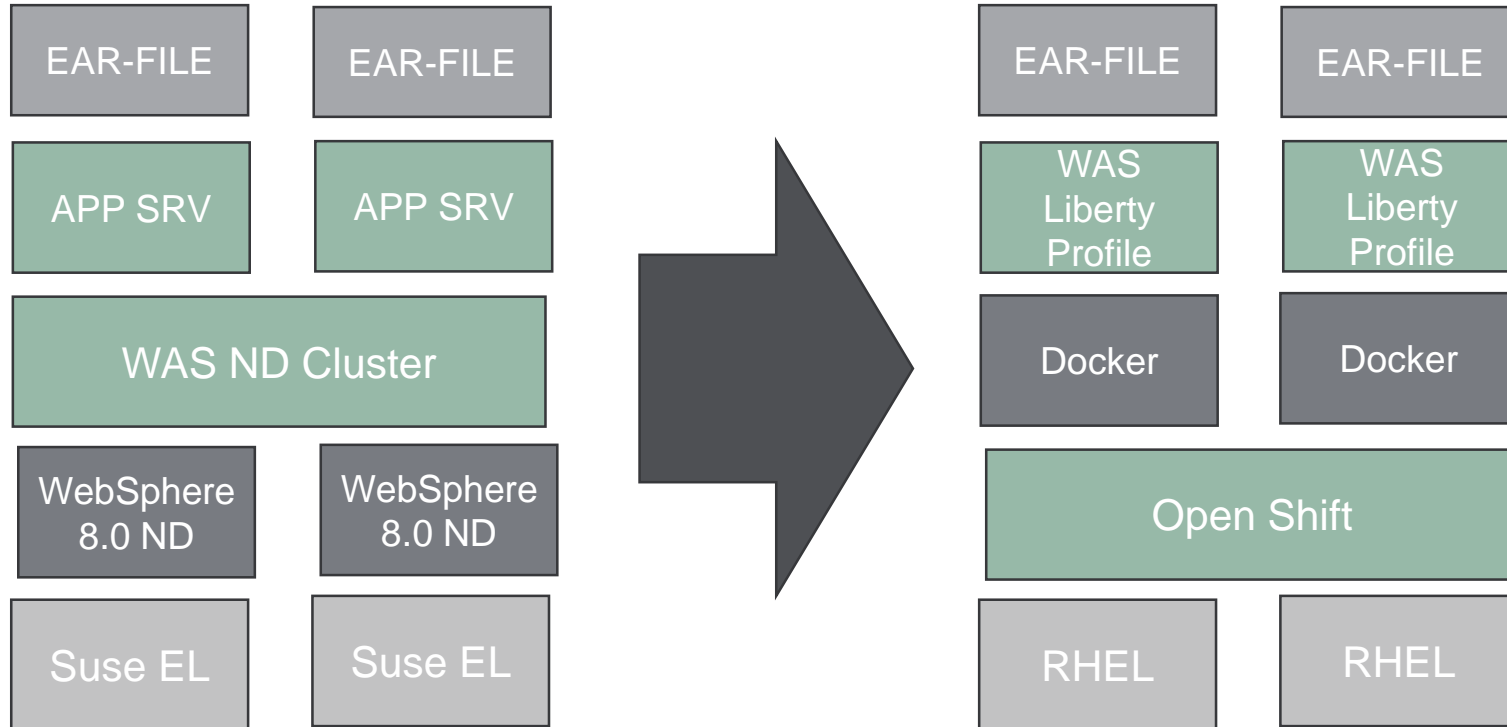 EAR-FILE
EAR-FILE
APP SRV
APP SRV
WAS ND Cluster
WebSphere
8.0 ND
WebSphere
8.0 ND
Suse EL
Suse EL
EAR-FILE
EAR-FILE
WAS
Liberty
Profile
WAS
Liberty
Profile
Docker
Docker
Open Shift
RHEL
RHEL